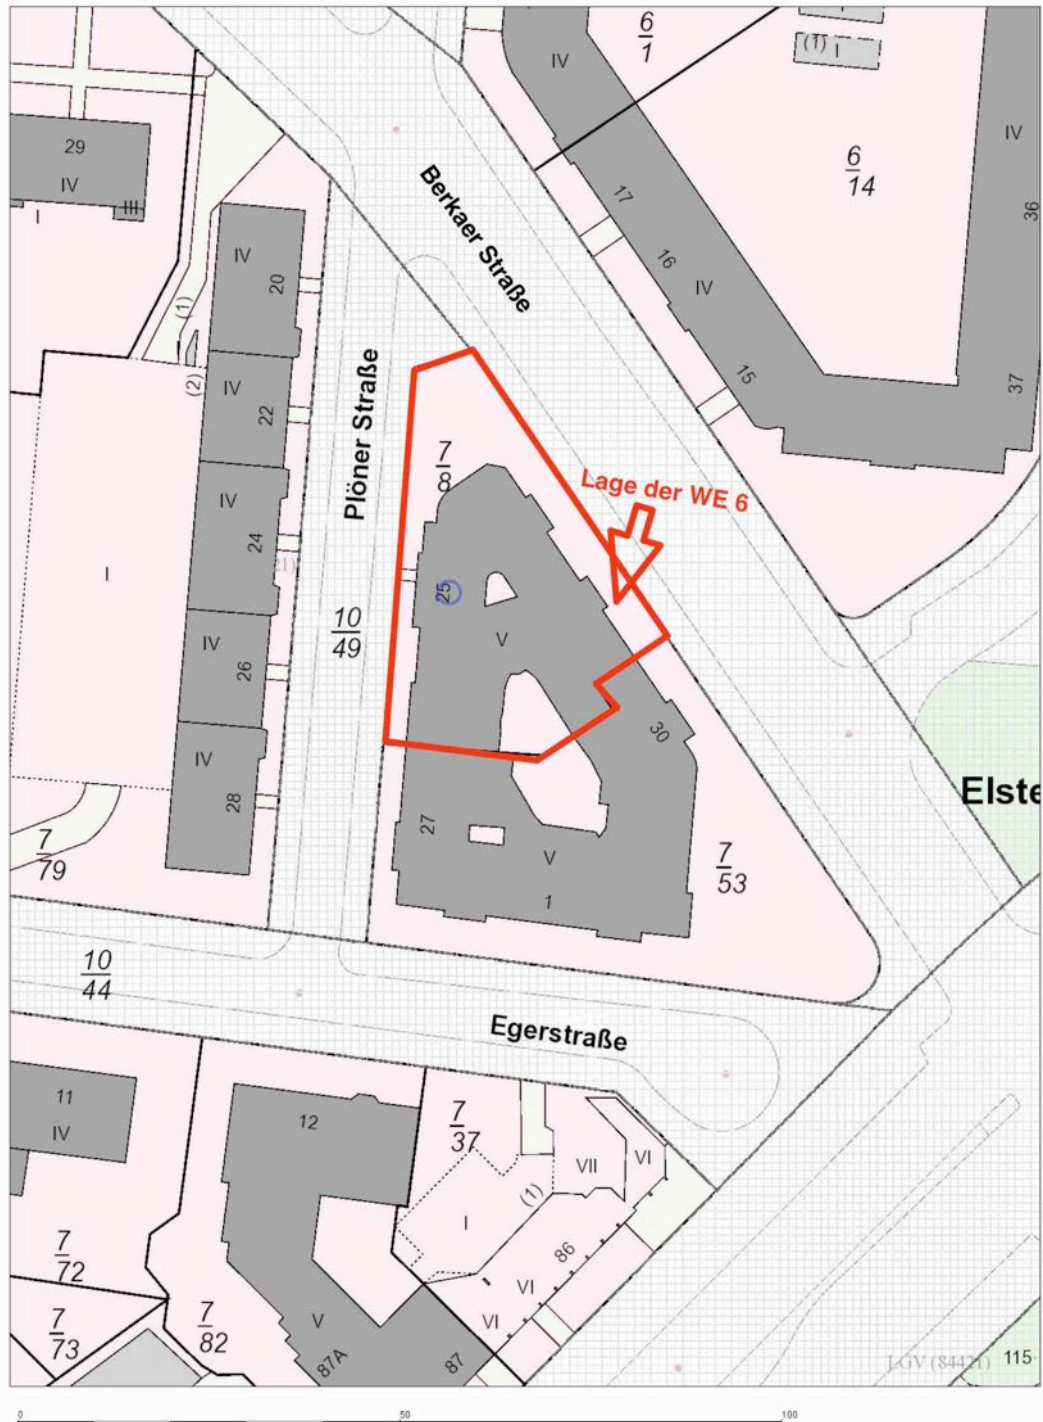 6
1
IV
(1) I
IV
29
IV
III
I
6
14
36
17
Berkaer Straße
IV
20
16
IV
(1)
15
37
(2)
IV
22
Plöner Straße
7
8
Lage der WE 6
IV
24
I
25
10
49
V
IV
26
30
IV
28
Elste
27
7
79
V
7
53
1
10
44
Egerstraße
11
IV
12
7
37
VII
VI
(1)
I
86
7
72
VI
7
73
7
82
V
VI
87A
87
LGV (84421)
115
0
50
100